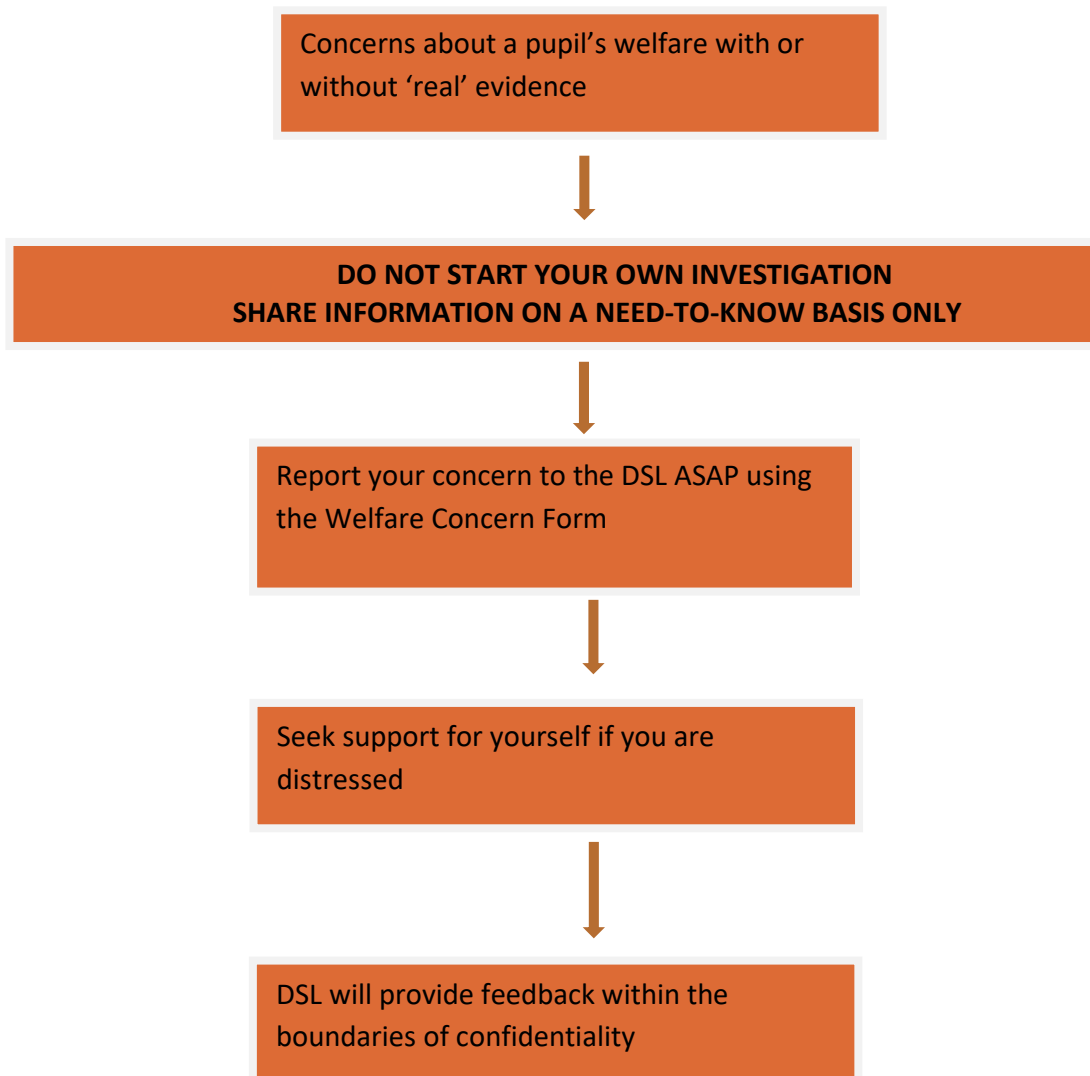 Concerns about a pupil’s welfare with or
without ‘real’ evidence
DO NOT START YOUR OWN INVESTIGATION
SHARE INFORMATION ON A NEED-TO-KNOW BASIS ONLY
Report your concern to the DSL ASAP using
the Welfare Concern Form
Seek support for yourself if you are
distressed
DSL will provide feedback within the
boundaries of confidentiality